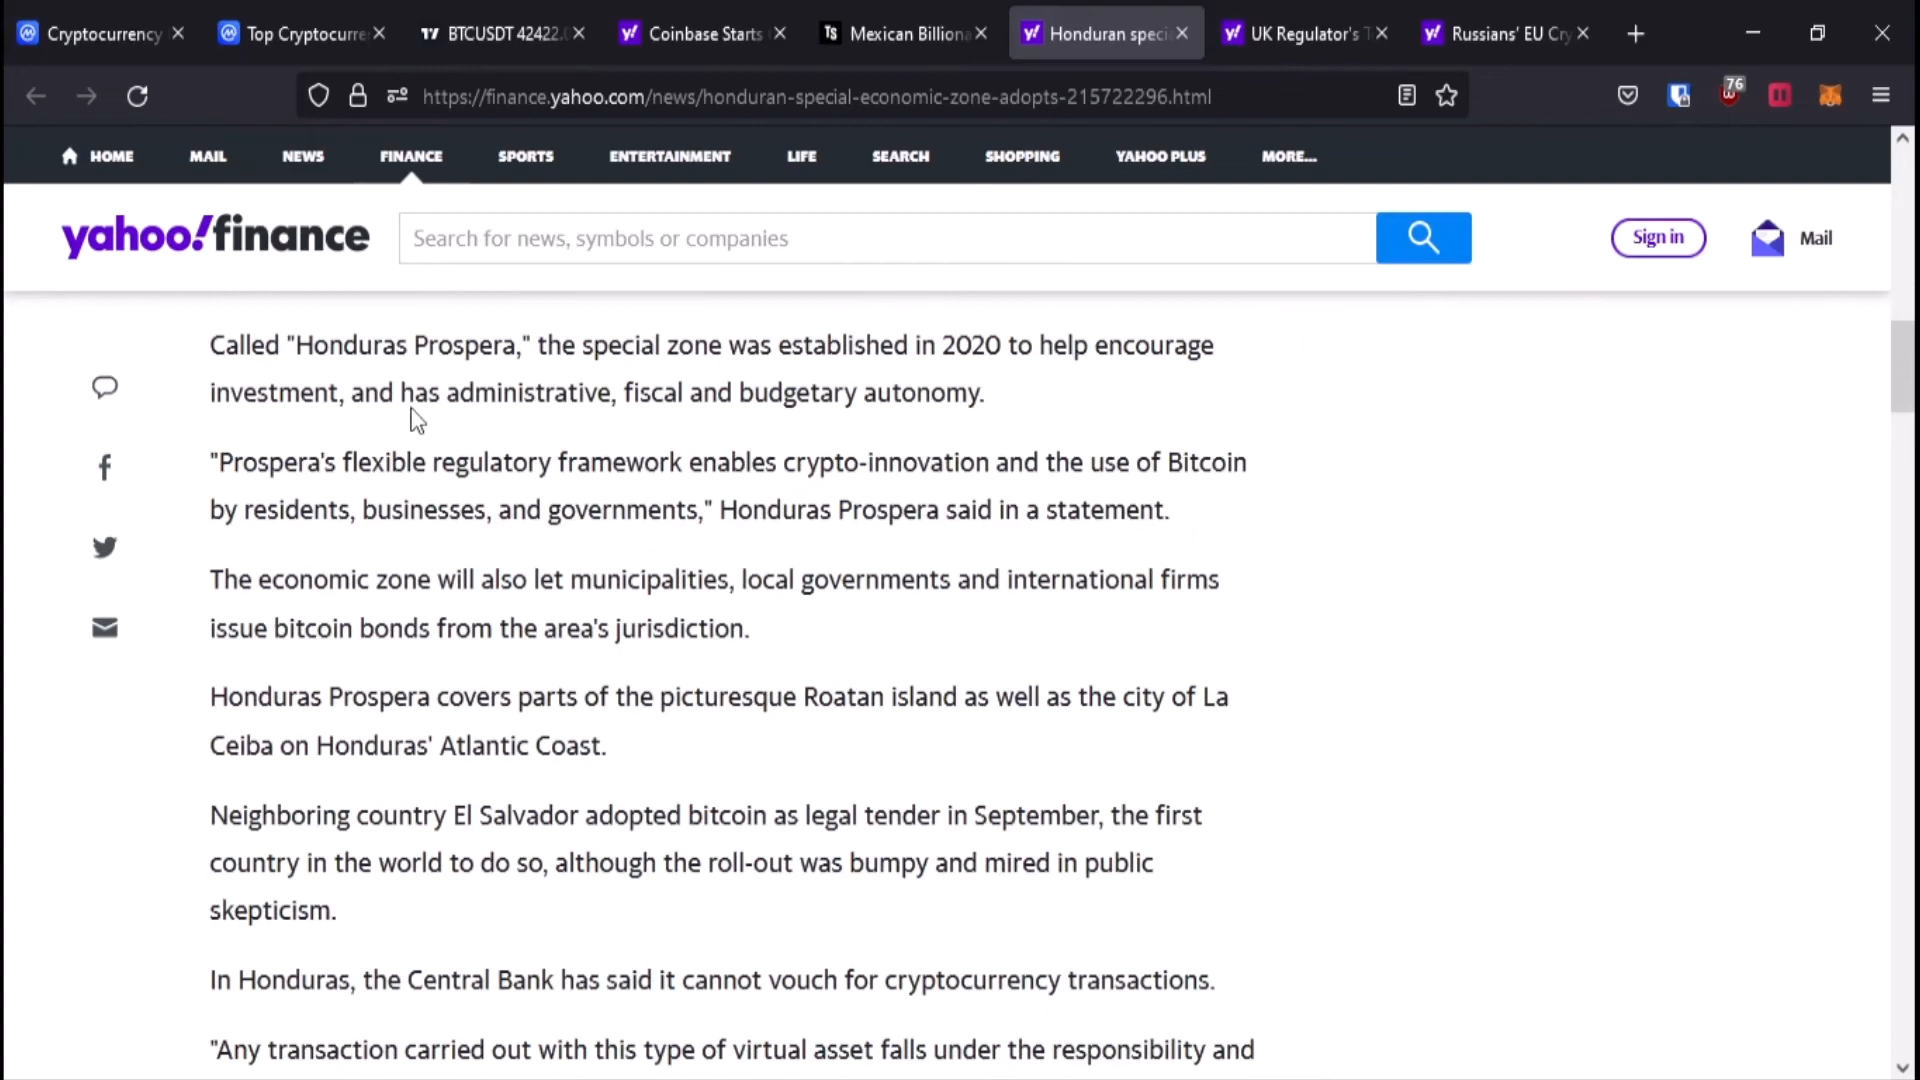 Cryptocurrency
Top Cryptocurre
BTCUSDT 42422.
Coinbase Starts
Mexican Billiona
Honduran speci
UK Regulator's T
Russians' EU Cry
https://finance.yahoo.com/news/honduran-special-economic-zone-adopts-215722296.html
76
HOME MAIL NEWS FINANCE SPORTS ENTERTAINMENT LIFE SEARCH SHOPPING YAHOO PLUS MORE...
yahoo!finance
Search for news, symbols or companies
Sign in
Mail
Called "Honduras Prospera," the special zone was established in 2020 to help encourage
investment, and has administrative, fiscal and budgetary autonomy.
"Prospera's flexible regulatory framework enables crypto-innovation and the use of Bitcoin
by residents, businesses, and governments," Honduras Prospera said in a statement.
The economic zone will also let municipalities, local governments and international firms
issue bitcoin bonds from the area's jurisdiction.
Honduras Prospera covers parts of the picturesque Roatan island as well as the city of La
Ceiba on Honduras' Atlantic Coast.
Neighboring country El Salvador adopted bitcoin as legal tender in September, the first
country in the world to do so, although the roll-out was bumpy and mired in public
skepticism.
In Honduras, the Central Bank has said it cannot vouch for cryptocurrency transactions.
"Any transaction carried out with this type of virtual asset falls under the responsibility and